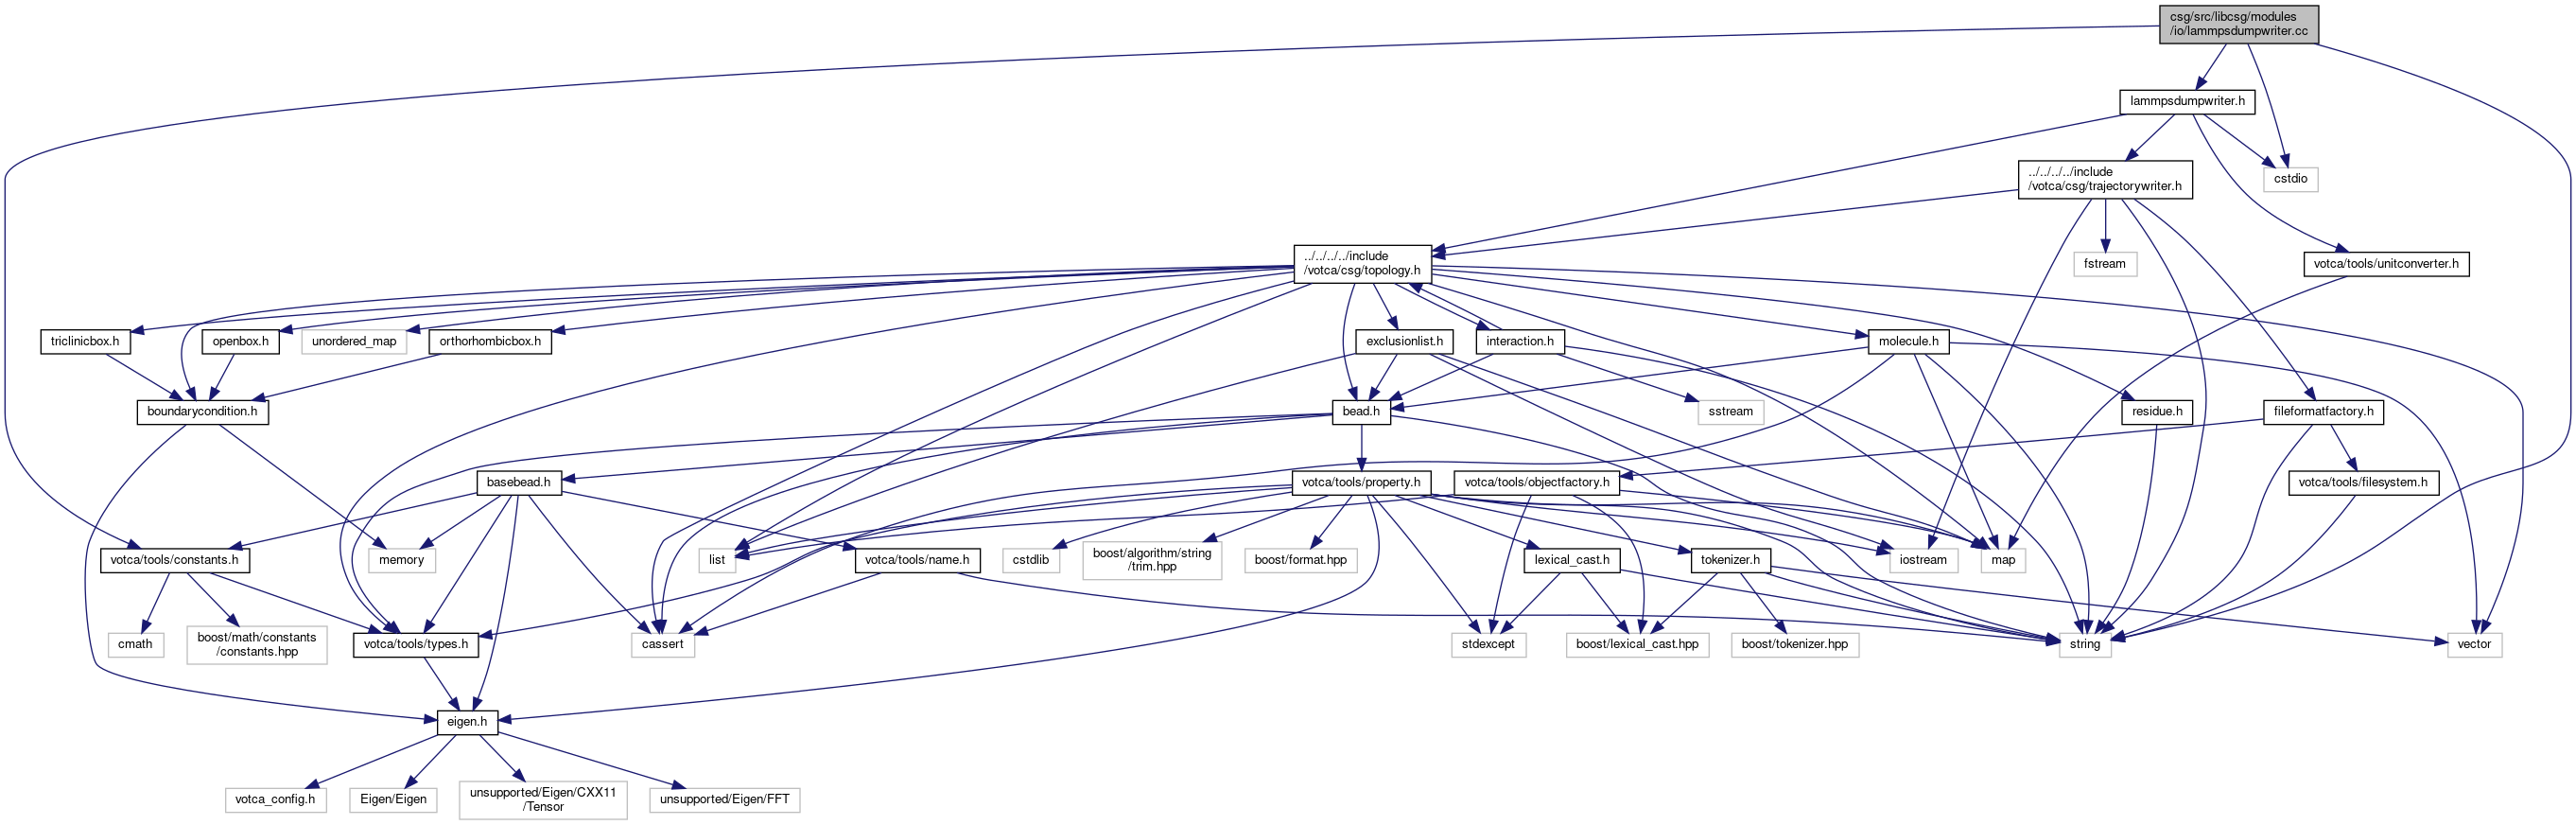 csg/src/libcsg/modules
/io/lammpsdumpwriter.cc
lammpsdumpwriter.h
../../../../include
/votca/csg/trajectorywriter.h
cstdio
../../../../include
/votca/csg/topology.h
fstream
votca/tools/unitconverter.h
triclinicbox.h
openbox.h
unordered_map
orthorhombicbox.h
exclusionlist.h
interaction.h
molecule.h
boundarycondition.h
bead.h
sstream
residue.h
fileformatfactory.h
basebead.h
votca/tools/property.h
votca/tools/objectfactory.h
votca/tools/filesystem.h
votca/tools/constants.h
memory
list
votca/tools/name.h
cstdlib
boost/algorithm/string
/trim.hpp
boost/format.hpp
lexical_cast.h
tokenizer.h
iostream
map
cmath
boost/math/constants
/constants.hpp
votca/tools/types.h
cassert
stdexcept
boost/lexical_cast.hpp
boost/tokenizer.hpp
string
vector
eigen.h
votca_config.h
Eigen/Eigen
unsupported/Eigen/CXX11
/Tensor
unsupported/Eigen/FFT